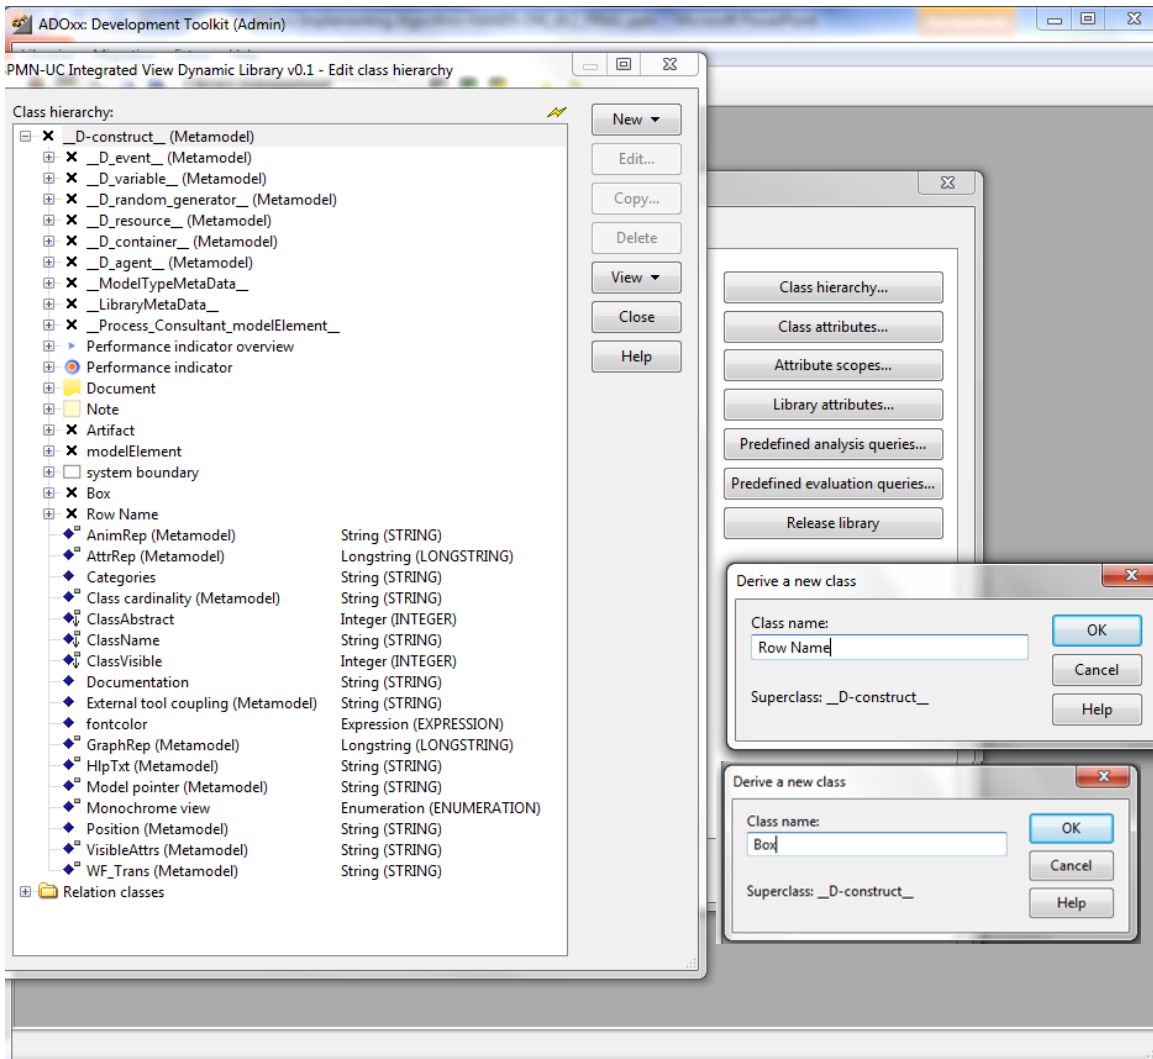 ADOxx: Development Toolkit (Admin)
PMN-UC Integrated View Dynamic Library v0.1 - Edit class hierarchy
Class hierarchy:
__D-construct__ (Metamodel)
__D_event__ (Metamodel)
__D_variable__ (Metamodel)
__D_random_generator__ (Metamodel)
__D_resource__ (Metamodel)
__D_container__ (Metamodel)
__D_agent__ (Metamodel)
__ModelTypeMetaData__
__LibraryMetaData__
__Process_Consultant_modelElement__
Performance indicator overview
Performance indicator
Document
Note
Artifact
modelElement
system boundary
Box
Row Name
AnimRep (Metamodel) String (STRING)
AttrRep (Metamodel) Longstring (LONGSTRING)
Categories String (STRING)
Class cardinality (Metamodel) String (STRING)
ClassAbstract Integer (INTEGER)
ClassName String (STRING)
ClassVisible Integer (INTEGER)
Documentation String (STRING)
External tool coupling (Metamodel) String (STRING)
fontcolor Expression (EXPRESSION)
GraphRep (Metamodel) Longstring (LONGSTRING)
HlpTxt (Metamodel) String (STRING)
Model pointer (Metamodel) String (STRING)
Monochrome view Enumeration (ENUMERATION)
Position (Metamodel) String (STRING)
VisibleAttrs (Metamodel) String (STRING)
WF_Trans (Metamodel) String (STRING)
Relation classes
New
Edit...
Copy...
Delete
View
Close
Help
Class hierarchy...
Class attributes...
Attribute scopes...
Library attributes...
Predefined analysis queries...
Predefined evaluation queries...
Release library
Derive a new class
Class name:
Row Name
Superclass: __D-construct__
OK
Cancel
Help
Derive a new class
Class name:
Box
Superclass: __D-construct__
OK
Cancel
Help